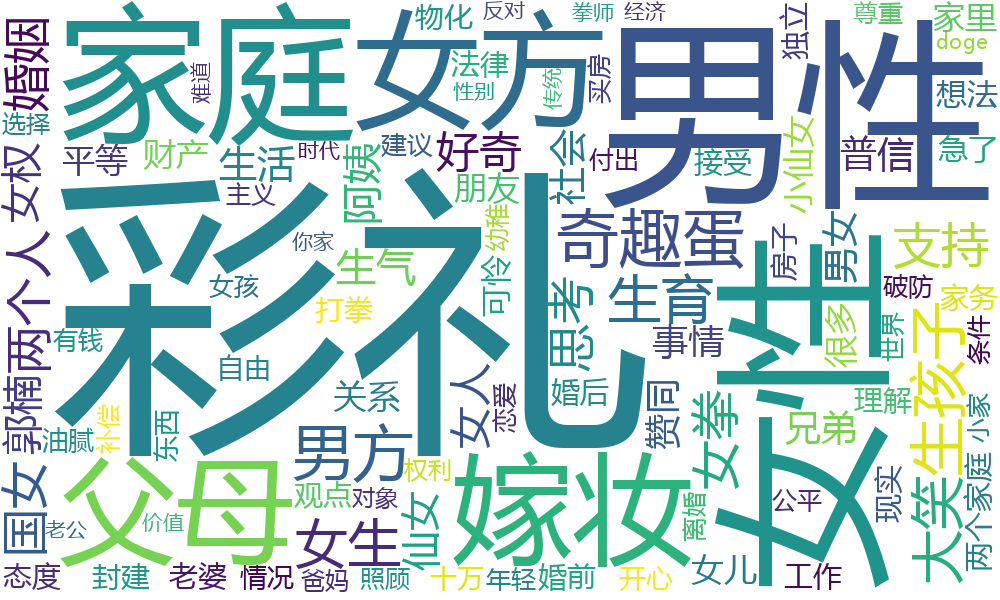 婚姻
家庭
女方
物化
反对
拳师
经济
男性
独立
尊重
家里
doge
难道
法律
性别
传统
买房
想法
选择
平等
财产
生活
时代
建议
好奇
社会
付出
接受
小仙女
普信
急了
女权
主义
阿姨
朋友
彩礼
奇趣蛋
房子
男女
支持
两个人
你家
生气
幼稚
可怜
思考
生育
女性
破防
家务
女孩
打拳
有钱
自由
事情
很多
世界
条件
生孩子
郭楠
关系
女人
恋爱
婚后
赞同
女拳
兄弟
理解
小家
补偿
油腻
东西
男方
国女
父母
权利
嫁妆
观点
对象
仙女
离婚
公平
现实
大笑
两个家庭
老公
价值
女生
态度
封建
老婆
情况
爸妈
照顾
十万
年轻
婚前
开心
女儿
工作